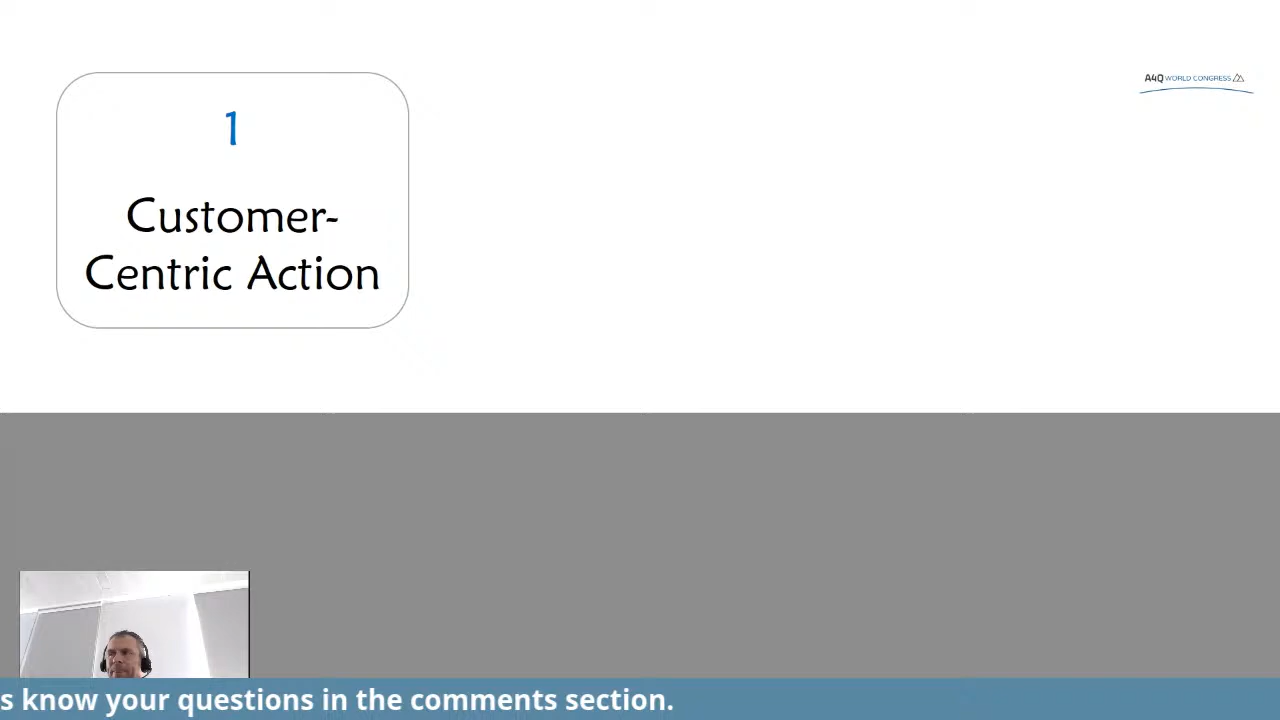 1
Customer-
Centric Action
A4Q WORLD CONGRESS
s know your questions in the comments section.